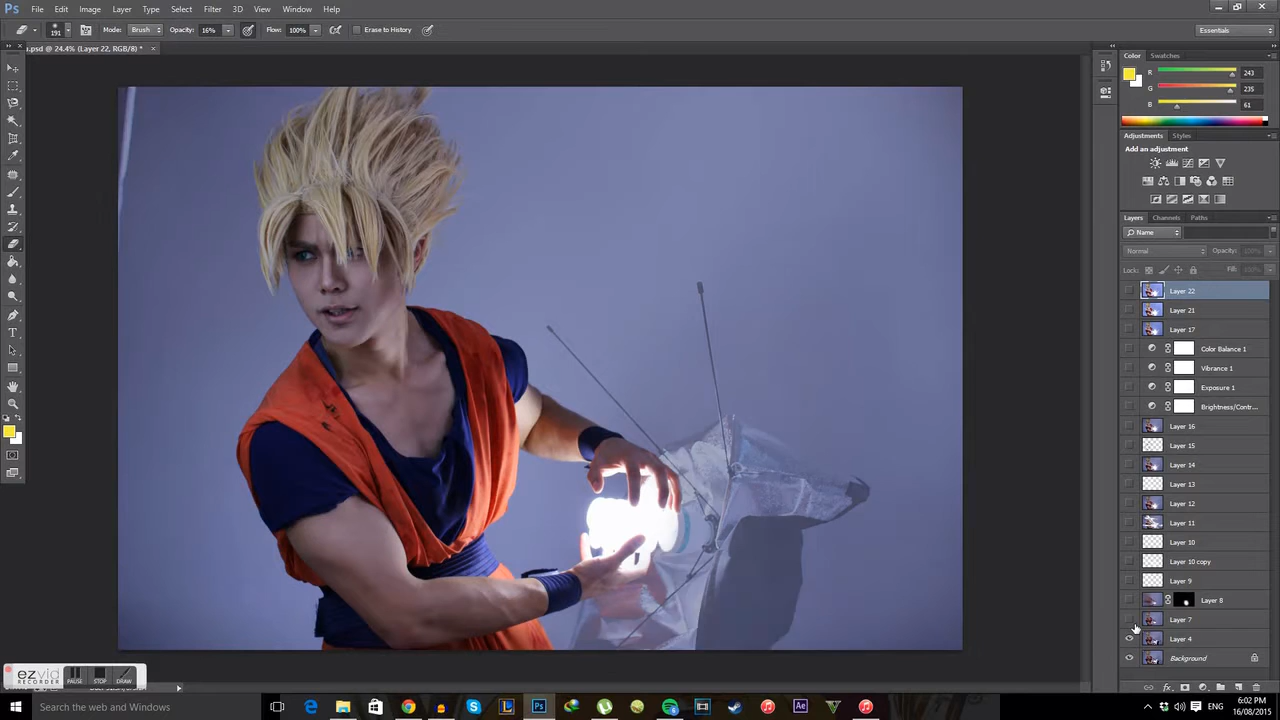 Ps File Edit Image Layer Type Select Filter 3D View Window Help
191 Mode: Brush Opacity: 16% Flow: 100% Erase to History Essentials
.psd @ 24.4% (Layer 22, RGB/8) * ×
Color Swatches
R 243
G 235
B 61
Adjustments Styles
Add an adjustment
Layers Channels Paths
Name
Normal Opacity: 100%
Lock: Fill: 100%
Layer 22
Layer 21
Layer 17
Color Balance 1
Vibrance 1
Exposure 1
Brightness/Contr...
Layer 16
Layer 15
Layer 14
Layer 13
Layer 12
Layer 11
Layer 10
Layer 10 copy
Layer 9
Layer 8
Layer 7
Layer 4
Background
ezvid
RECORDER
PAUSE STOP DRAW
Search the web and Windows
ENG
6:02 PM
16/08/2015